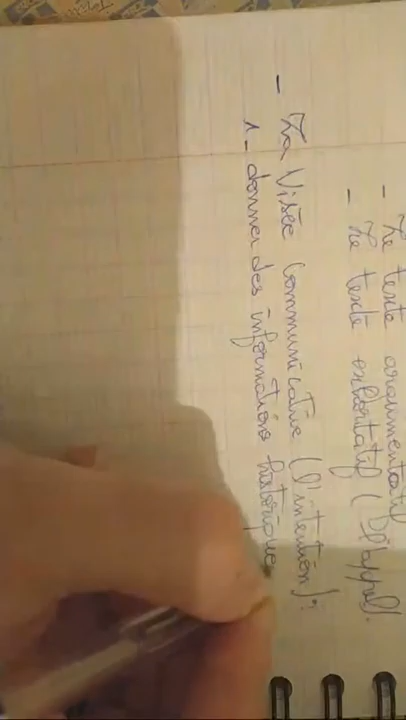 - Le texte argumentatif
- Le texte exhortatif (l'appel).
- La Visée Communicative (l'intention):
1- donner des informations historique